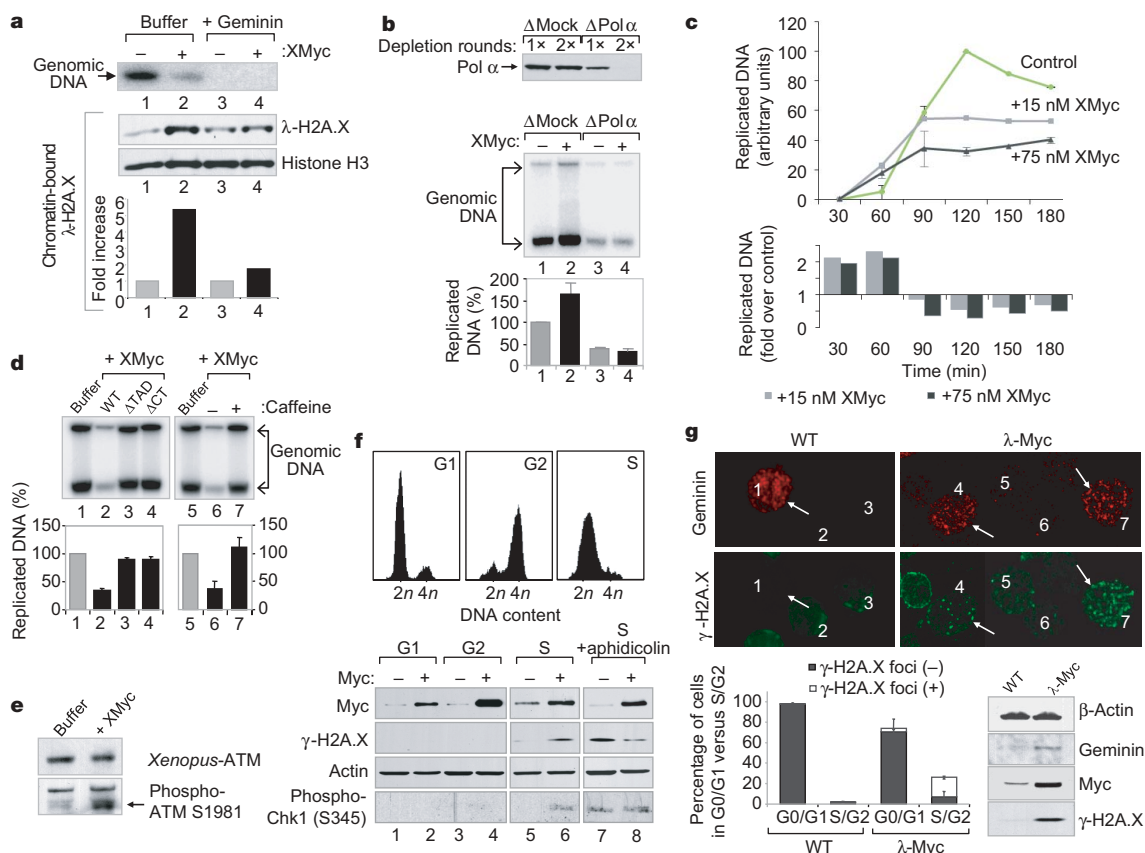 a
Buffer + Geminin
– + – + :XMyc
Genomic DNA
1 2 3 4
Chromatin-bound λ-H2A.X
λ-H2A.X
Histone H3
1 2 3 4
Fold increase
6
5
4
3
2
1
0
1 2 3 4
b
ΔMock ΔPol α
Depletion rounds: 1× 2× 1× 2×
Pol α
ΔMock ΔPol α
XMyc: – + – +
Genomic DNA
1 2 3 4
Replicated DNA (%)
200
150
100
50
0
1 2 3 4
c
Replicated DNA (arbitrary units)
120
100
80
60
40
20
0
Control
+15 nM XMyc
+75 nM XMyc
30 60 90 120 150 180
Replicated DNA (fold over control)
2
1
30 60 90 120 150 180
Time (min)
+15 nM XMyc +75 nM XMyc
d
+ XMyc + XMyc
Buffer WT ΔTAD ΔCT Buffer – + :Caffeine
Genomic DNA
1 2 3 4 5 6 7
Replicated DNA (%)
150
100
50
0
1 2 3 4
150
100
50
0
5 6 7
e
Buffer + XMyc
Xenopus-ATM
Phospho-ATM S1981
f
G1 G2 S
2n 4n 2n 4n 2n 4n
DNA content
G1 G2 S S +aphidicolin
Myc: – + – + – + – +
Myc
γ-H2A.X
Actin
Phospho-Chk1 (S345)
1 2 3 4 5 6 7 8
g
WT λ-Myc
Geminin
1 2 3 4 5 6 7
γ-H2A.X
1 2 3 4 5 6 7
γ-H2A.X foci (–)
γ-H2A.X foci (+)
Percentage of cells in G0/G1 versus S/G2
100
80
60
40
20
0
G0/G1 S/G2 G0/G1 S/G2
WT λ-Myc
WT λ-Myc
β-Actin
Geminin
Myc
γ-H2A.X